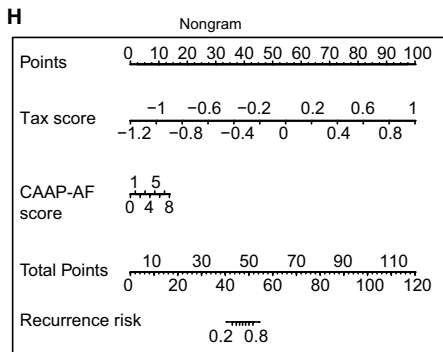 H
Nongram
Points
0 10 20 30 40 50 60 70 80 90 100
Tax score
−1 −0.6 −0.2 0.2 0.6 1
−1.2 −0.8 −0.4 0 0.4 0.8
CAAP-AF
score
1 5
0 4 8
Total Points
10 30 50 70 90 110
0 20 40 60 80 100 120
Recurrence risk
0.2 0.8